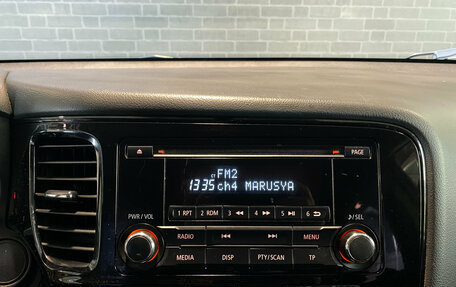 PAGE
FM2
1335 ch4 MARUSYA
1 RPT 2 RDM 3 4 5 6
PWR / VOL
♪/SEL
RADIO MENU
MEDIA DISP PTY/SCAN TP